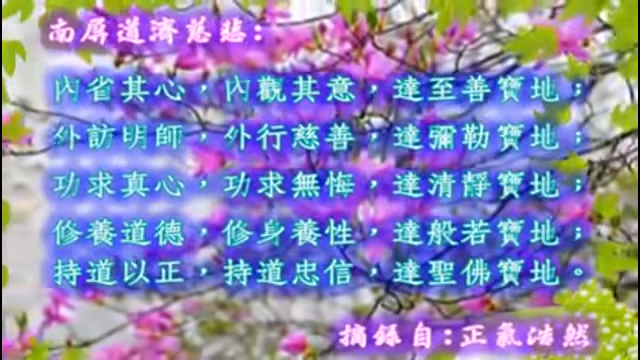 南屏道濟慈悲:
內省其心，內觀其意，達至善寶地；
外訪明師，外行慈善，達彌勒寶地；
功求真心，功求無悔，達清靜寶地；
修養道德，修身養性，達般若寶地；
持道以正，持道忠信，達聖佛寶地。
摘錄自:正氣浩然